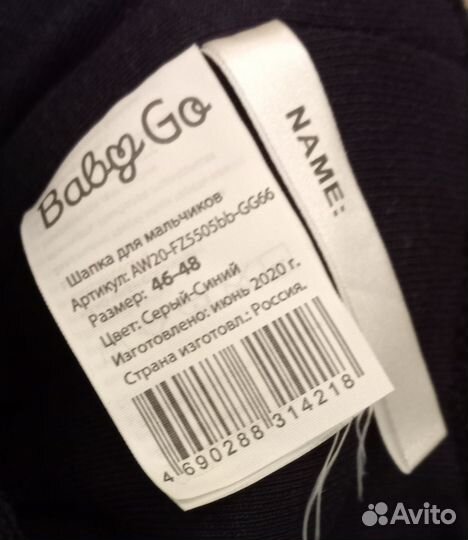 Baby Go
Шапка для мальчиков
Артикул: AW20-FZ5505bb-GG66
Размер: 46-48
Цвет: Серый-Синий
Изготовлено: июнь 2020 г.
Страна изготовл.: Россия.
4 690288 314218
NAME:
Avito